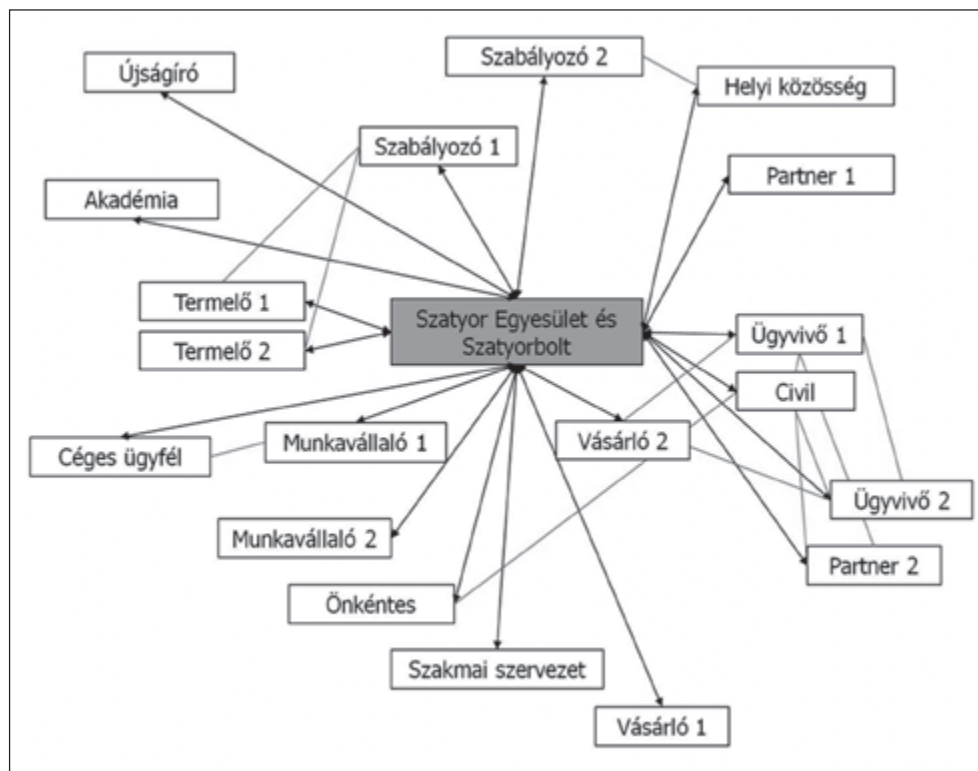 Szabályozó 2
Újságíró
Helyi közösség
Szabályozó 1
Partner 1
Akadémia
Termelő 1
Szatyor Egyesület és
Szatyorbolt
Ügyvivő 1
Termelő 2
Civil
Céges ügyfél
Munkavállaló 1
Vásárló 2
Ügyvivő 2
Munkavállaló 2
Partner 2
Önkéntes
Szakmai szervezet
Vásárló 1